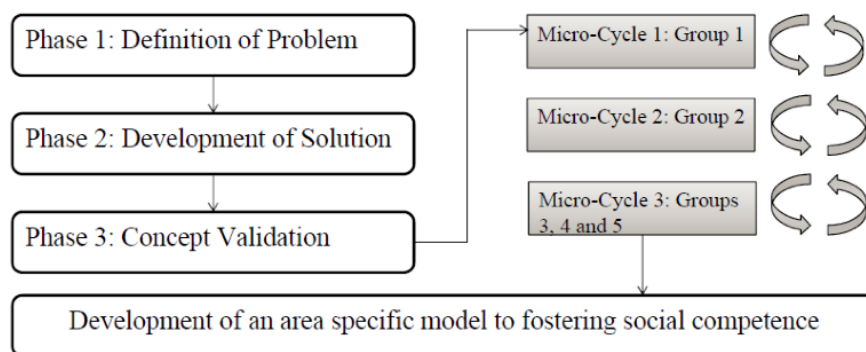 Phase 1: Definition of Problem
Phase 2: Development of Solution
Phase 3: Concept Validation
Micro-Cycle 1: Group 1
Micro-Cycle 2: Group 2
Micro-Cycle 3: Groups
3, 4 and 5
Development of an area specific model to fostering social competence